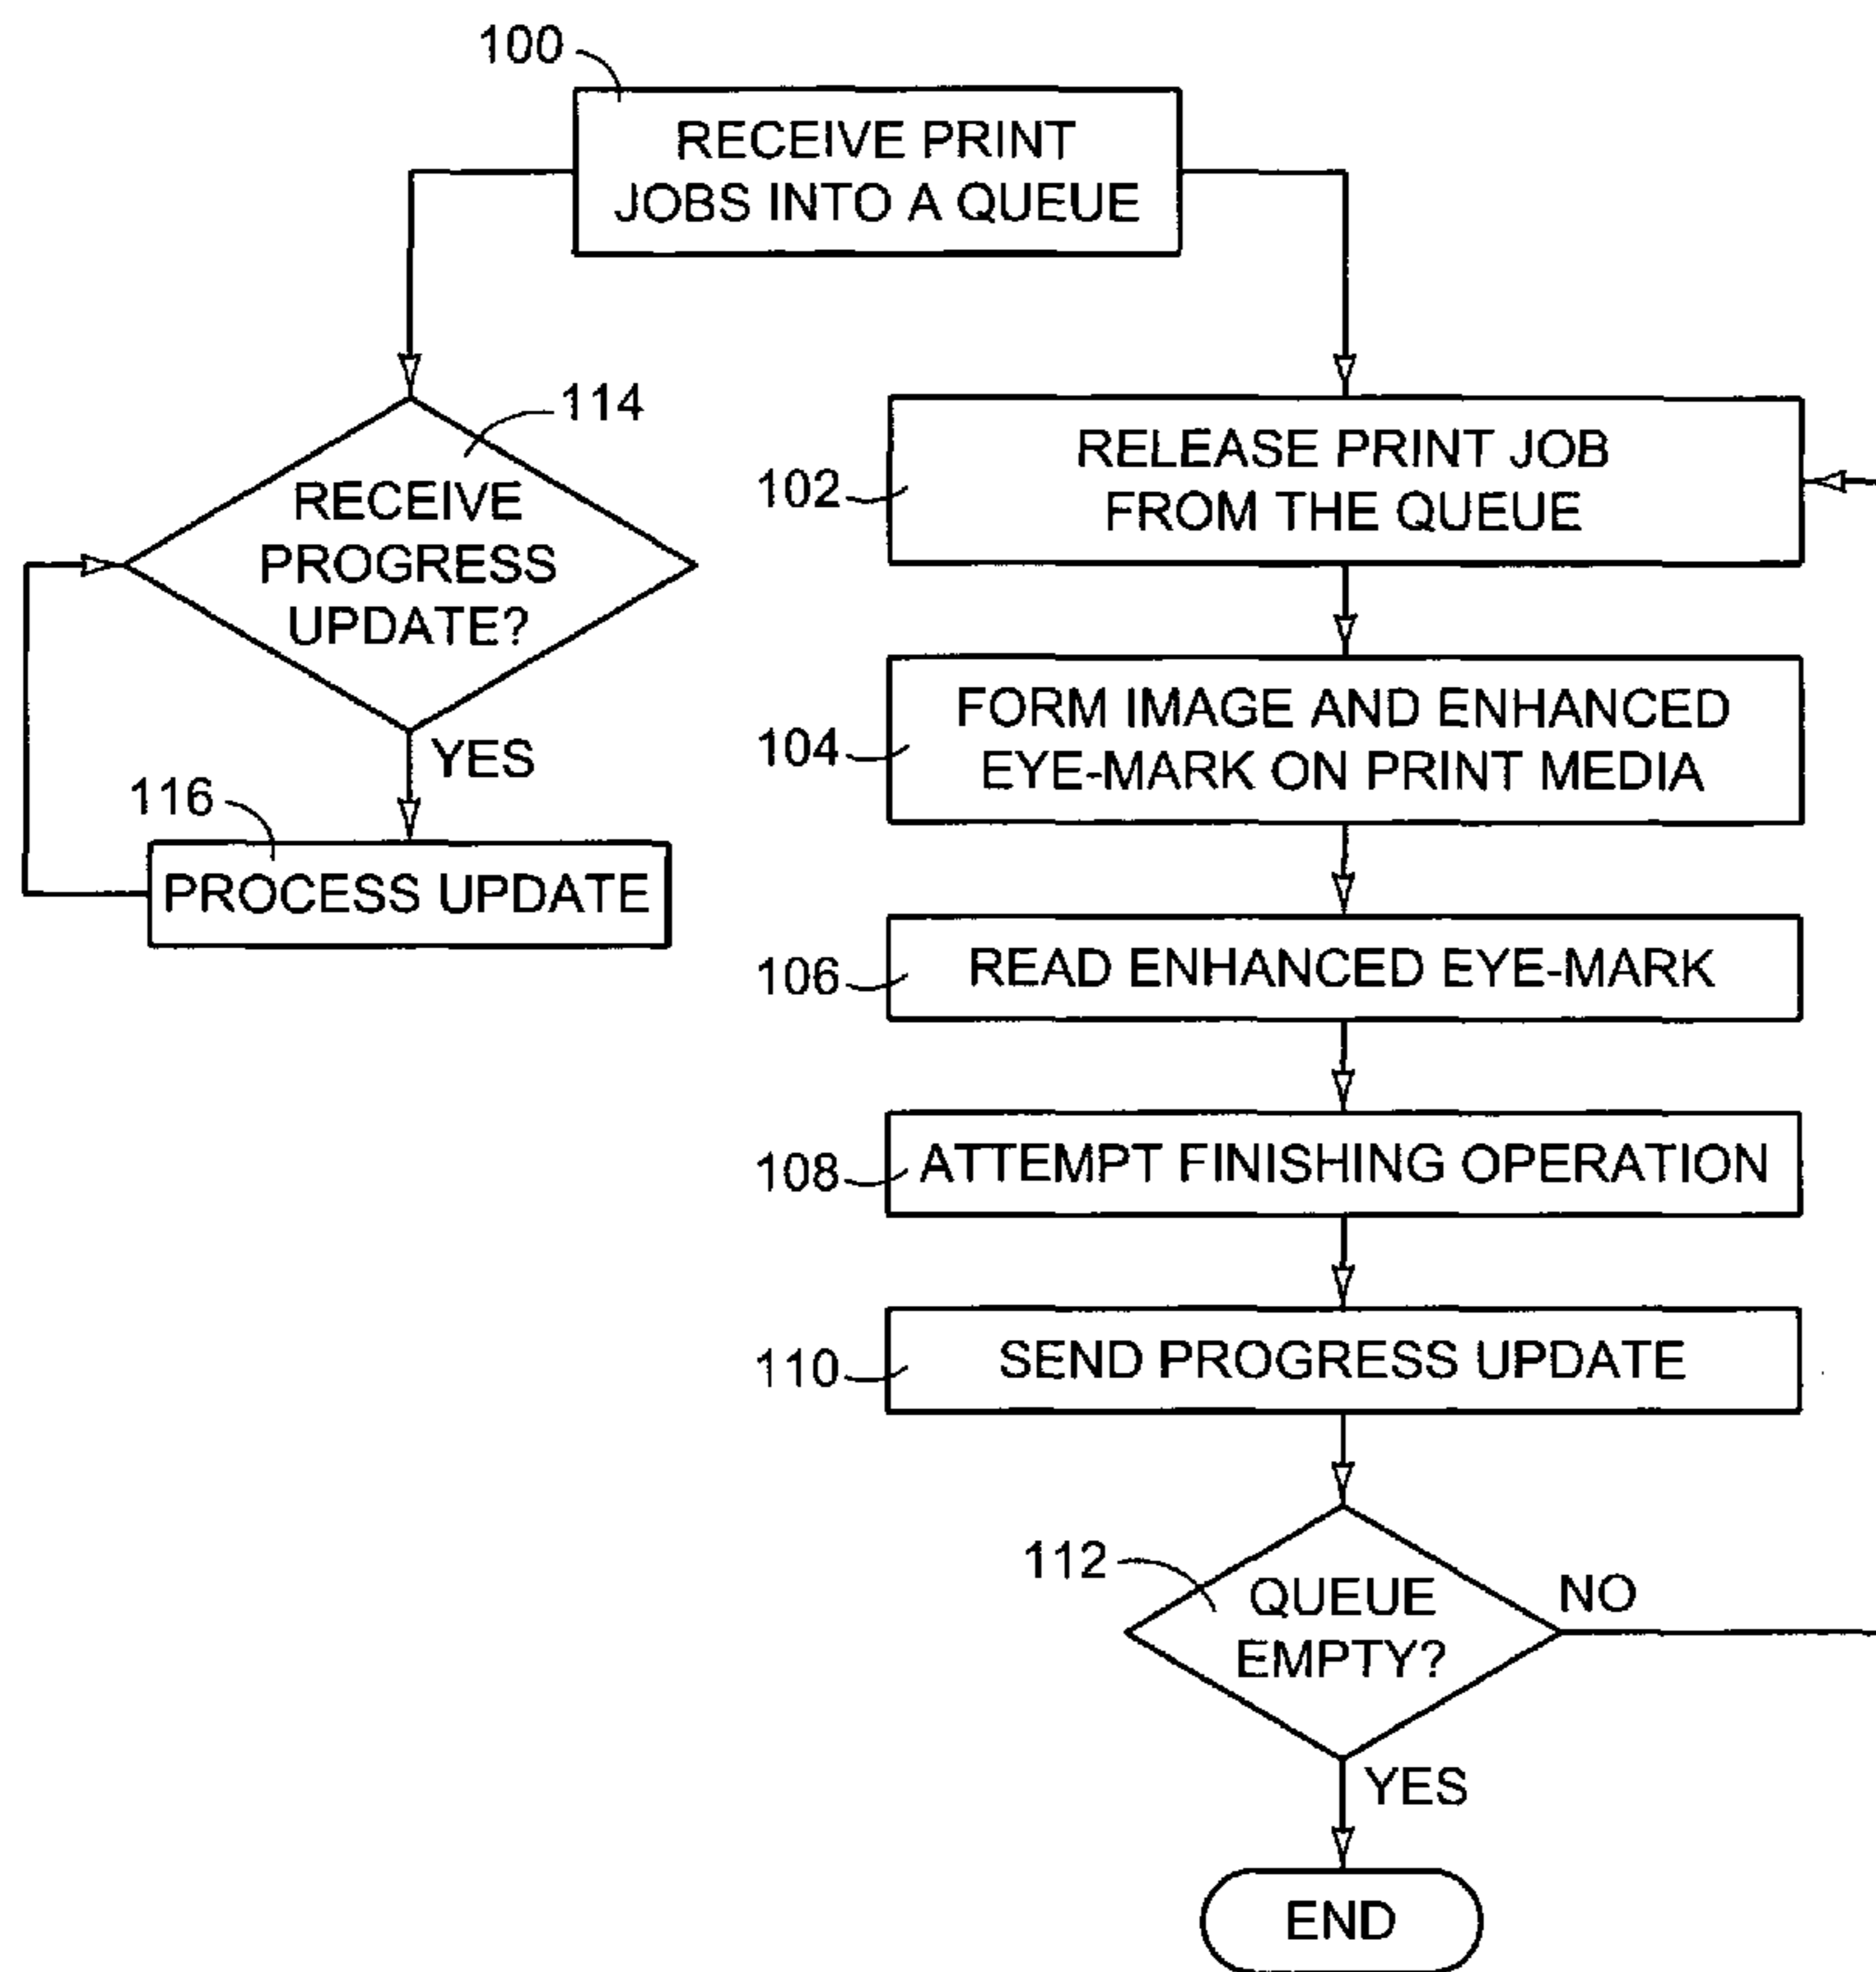 100
RECEIVE PRINT
JOBS INTO A QUEUE
114
RECEIVE
PROGRESS
UPDATE?
YES
116
PROCESS UPDATE
102
RELEASE PRINT JOB
FROM THE QUEUE
104
FORM IMAGE AND ENHANCED
EYE-MARK ON PRINT MEDIA
106
READ ENHANCED EYE-MARK
108
ATTEMPT FINISHING OPERATION
110
SEND PROGRESS UPDATE
112
QUEUE
EMPTY?
NO
YES
END